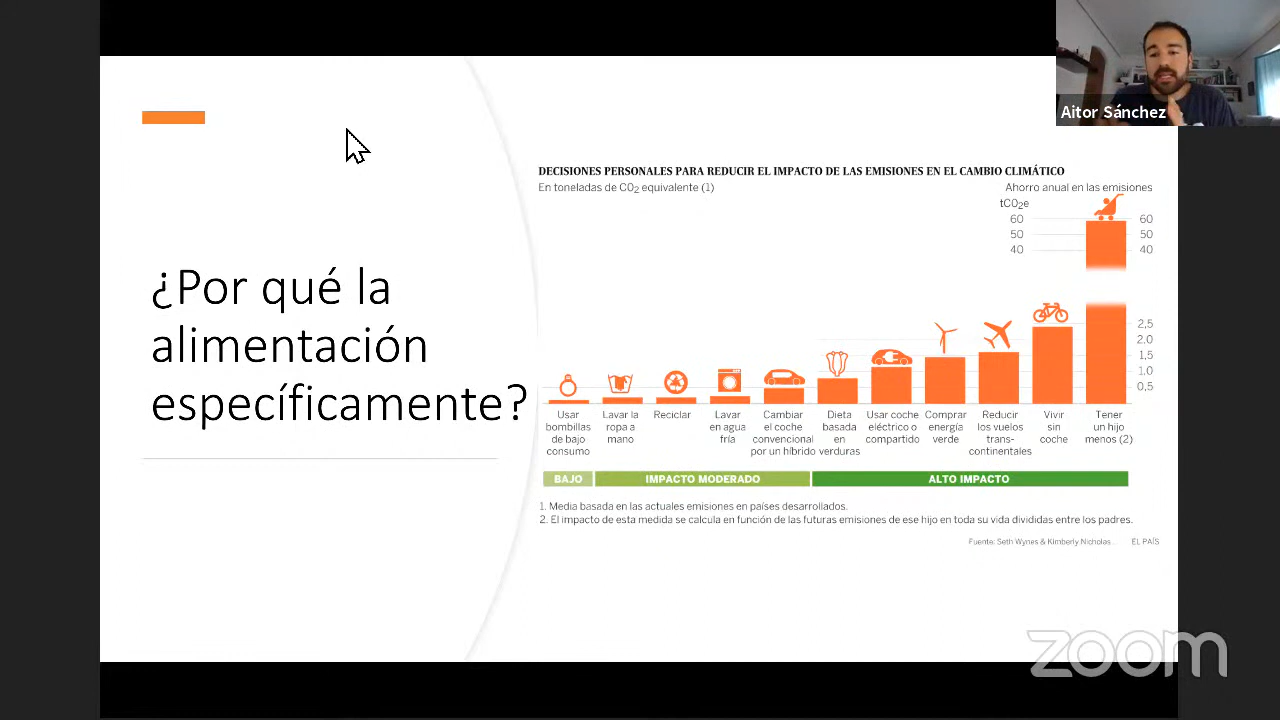 Aitor Sánchez
¿Por qué la
alimentación
específicamente?
DECISIONES PERSONALES PARA REDUCIR EL IMPACTO DE LAS EMISIONES EN EL CAMBIO CLIMÁTICO
En toneladas de CO2 equivalente (1)
Ahorro anual en las emisiones
tCO2e
60 60
50 50
40 40
2,5
2.0
1,5
1.0
0,5
Usar
bombillas
de bajo
consumo
Lavar la
ropa a
mano
Reciclar
Lavar
en agua
fría
Cambiar
el coche
convencional
por un híbrido
Dieta
basada
en
verduras
Usar coche
eléctrico o
compartido
Comprar
energía
verde
Reducir
los vuelos
trans-
continentales
Vivir
sin
coche
Tener
un hijo
menos (2)
BAJO
IMPACTO MODERADO
ALTO IMPACTO
1. Media basada en las actuales emisiones en países desarrollados.
2. El impacto de esta medida se calcula en función de las futuras emisiones de ese hijo en toda su vida divididas entre los padres.
Fuente: Seth Wynes & Kimberly Nicholas. EL PAÍS
zoom